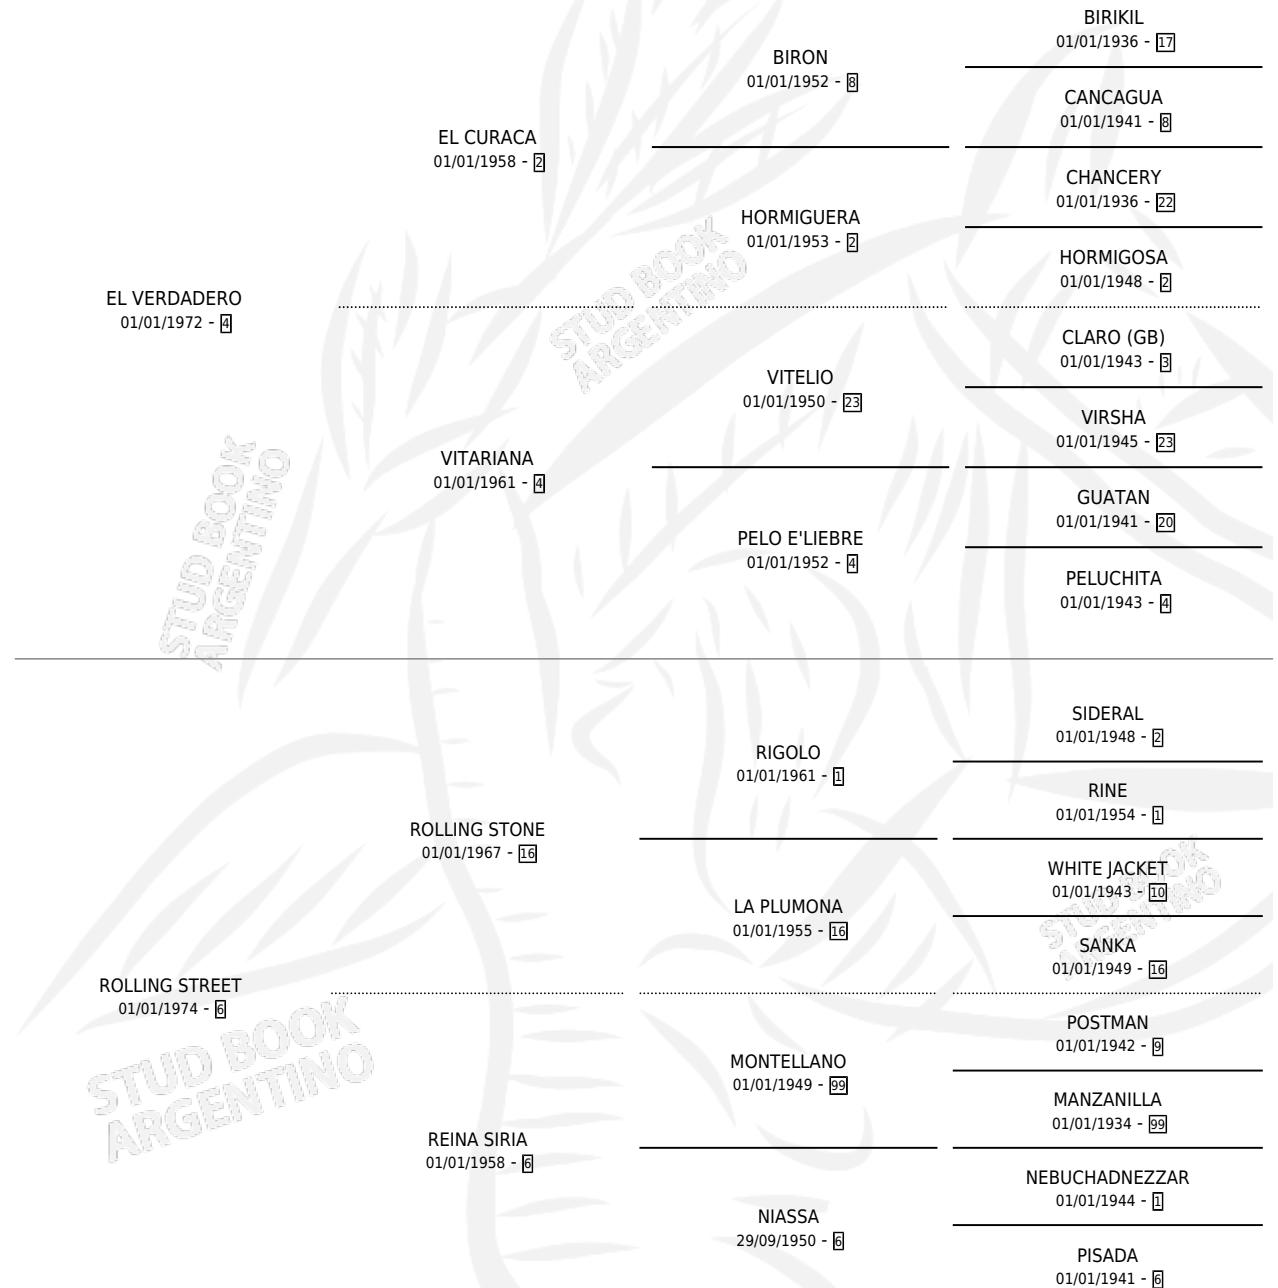 BIRIKIL
01/01/1936 - 17
BIRON
01/01/1952 - 8
CANCAGUA
01/01/1941 - 8
EL CURACA
01/01/1958 - 2
CHANCERY
01/01/1936 - 22
HORMIGUERA
01/01/1953 - 2
HORMIGOSA
01/01/1948 - 2
EL VERDADERO
01/01/1972 - 4
CLARO (GB)
01/01/1943 - 3
VITELIO
01/01/1950 - 23
VIRSHA
01/01/1945 - 23
VITARIANA
01/01/1961 - 4
GUATAN
01/01/1941 - 20
PELO E'LIEBRE
01/01/1952 - 4
PELUCHITA
01/01/1943 - 4
STUD BOOK
ARGENTINO
STUD BOOK
ARGENTINO
SIDERAL
01/01/1948 - 2
RIGOLO
01/01/1961 - 1
RINE
01/01/1954 - 1
ROLLING STONE
01/01/1967 - 16
WHITE JACKET
01/01/1943 - 10
LA PLUMONA
01/01/1955 - 16
SANKA
01/01/1949 - 16
ROLLING STREET
01/01/1974 - 6
POSTMAN
01/01/1942 - 9
MONTELLANO
01/01/1949 - 99
MANZANILLA
01/01/1934 - 99
REINA SIRIA
01/01/1958 - 6
NEBUCHADNEZZAR
01/01/1944 - 1
NIASSA
29/09/1950 - 6
PISADA
01/01/1941 - 6
STUD BOOK
ARGENTINO
STUD BOOK
ARGENTINO